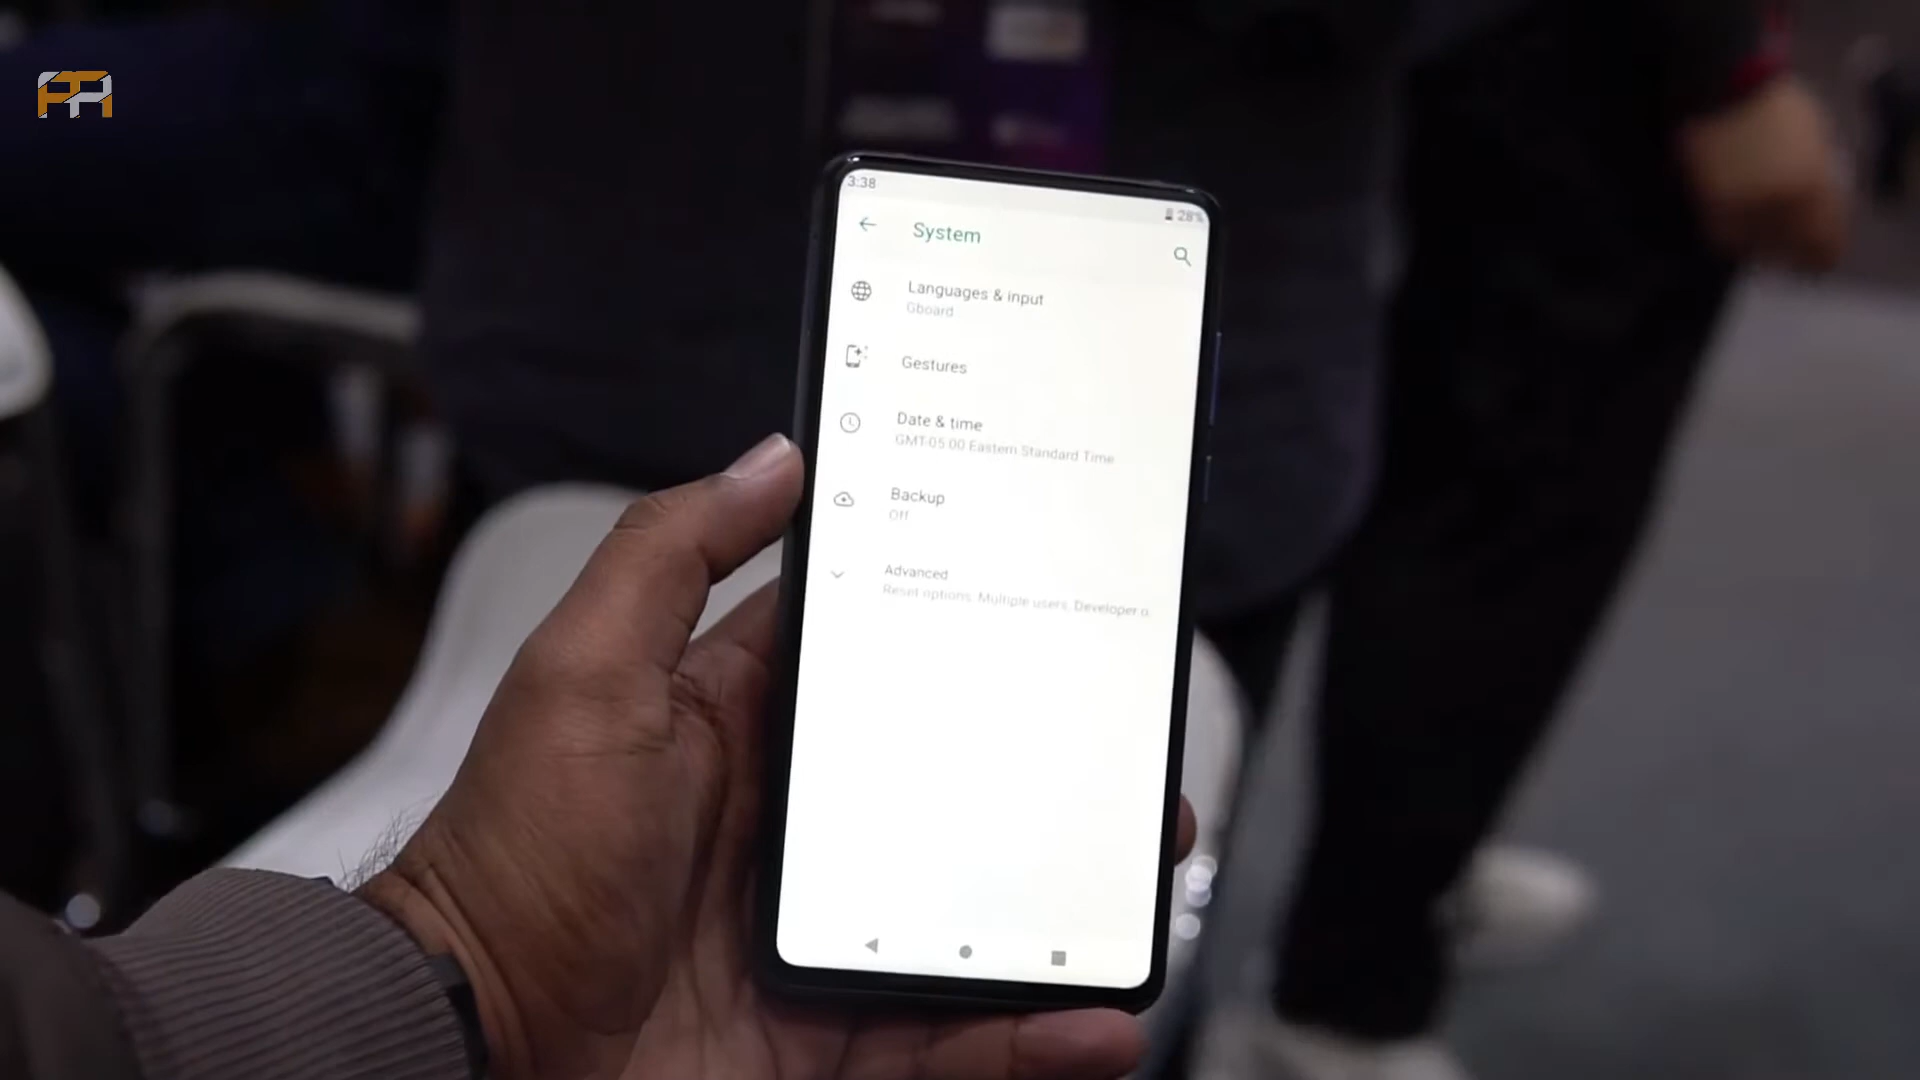 3:38
28%
System
Languages & input
Gboard
Gestures
Date & time
GMT-05:00 Eastern Standard Time
Backup
Off
Advanced
Reset options, Multiple users, Developer o